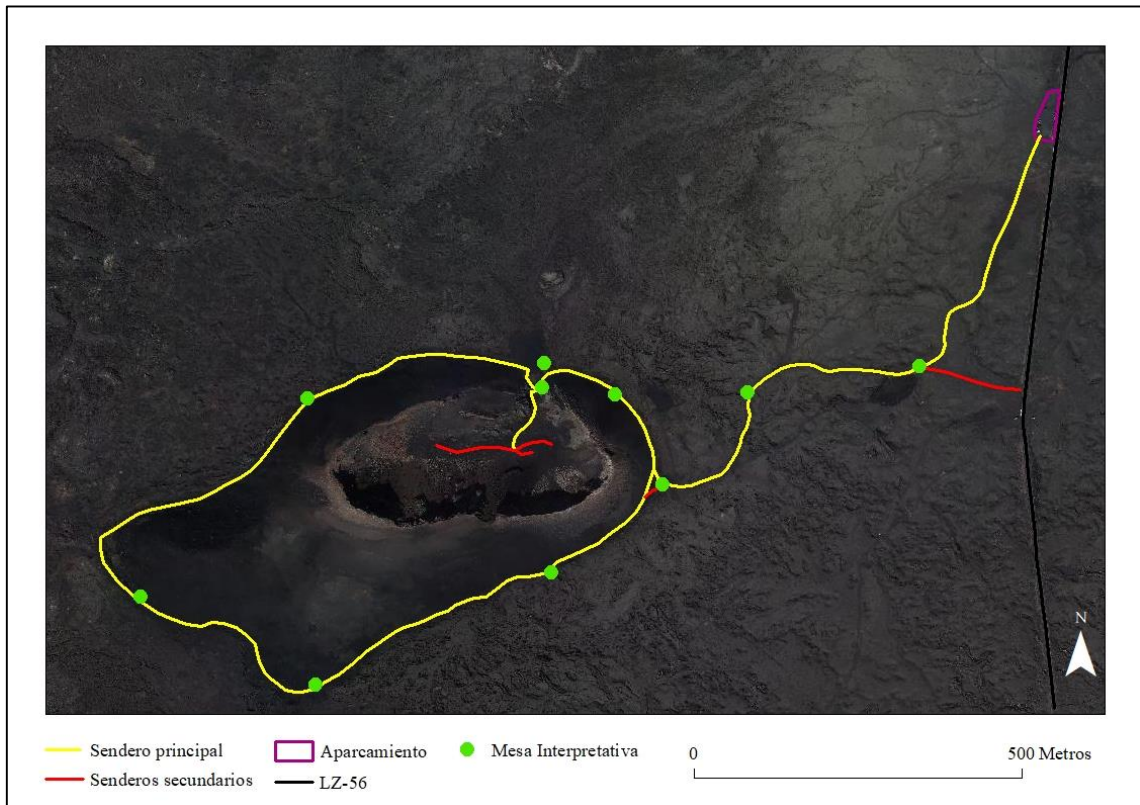 N
Sendero principal
Aparcamiento
Mesa Interpretativa
0
500 Metros
Senderos secundarios
LZ-56